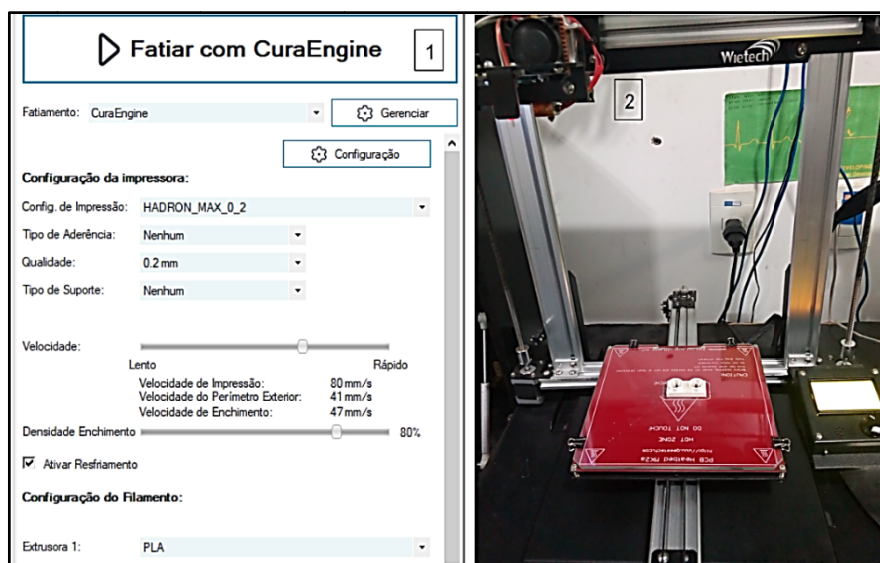 Fatiar com CuraEngine
1
Fatiamento: CuraEngine
Gerenciar
Configuração
Configuração da impressora:
Config. de Impressão: HADRON_MAX_0_2
Tipo de Aderência: Nenhum
Qualidade: 0.2 mm
Tipo de Suporte: Nenhum
Velocidade:
Lento Rápido
Velocidade de Impressão: 80 mm/s
Velocidade do Perímetro Exterior: 41 mm/s
Velocidade de Enchimento: 47 mm/s
Densidade Enchimento 80%
Ativar Resfriamento
Configuração do Filamento:
Extrusora 1: PLA
Wietech
2
CAUTION
DO NOT TOUCH
HOT ZONE
PCB Heatbed MK2a